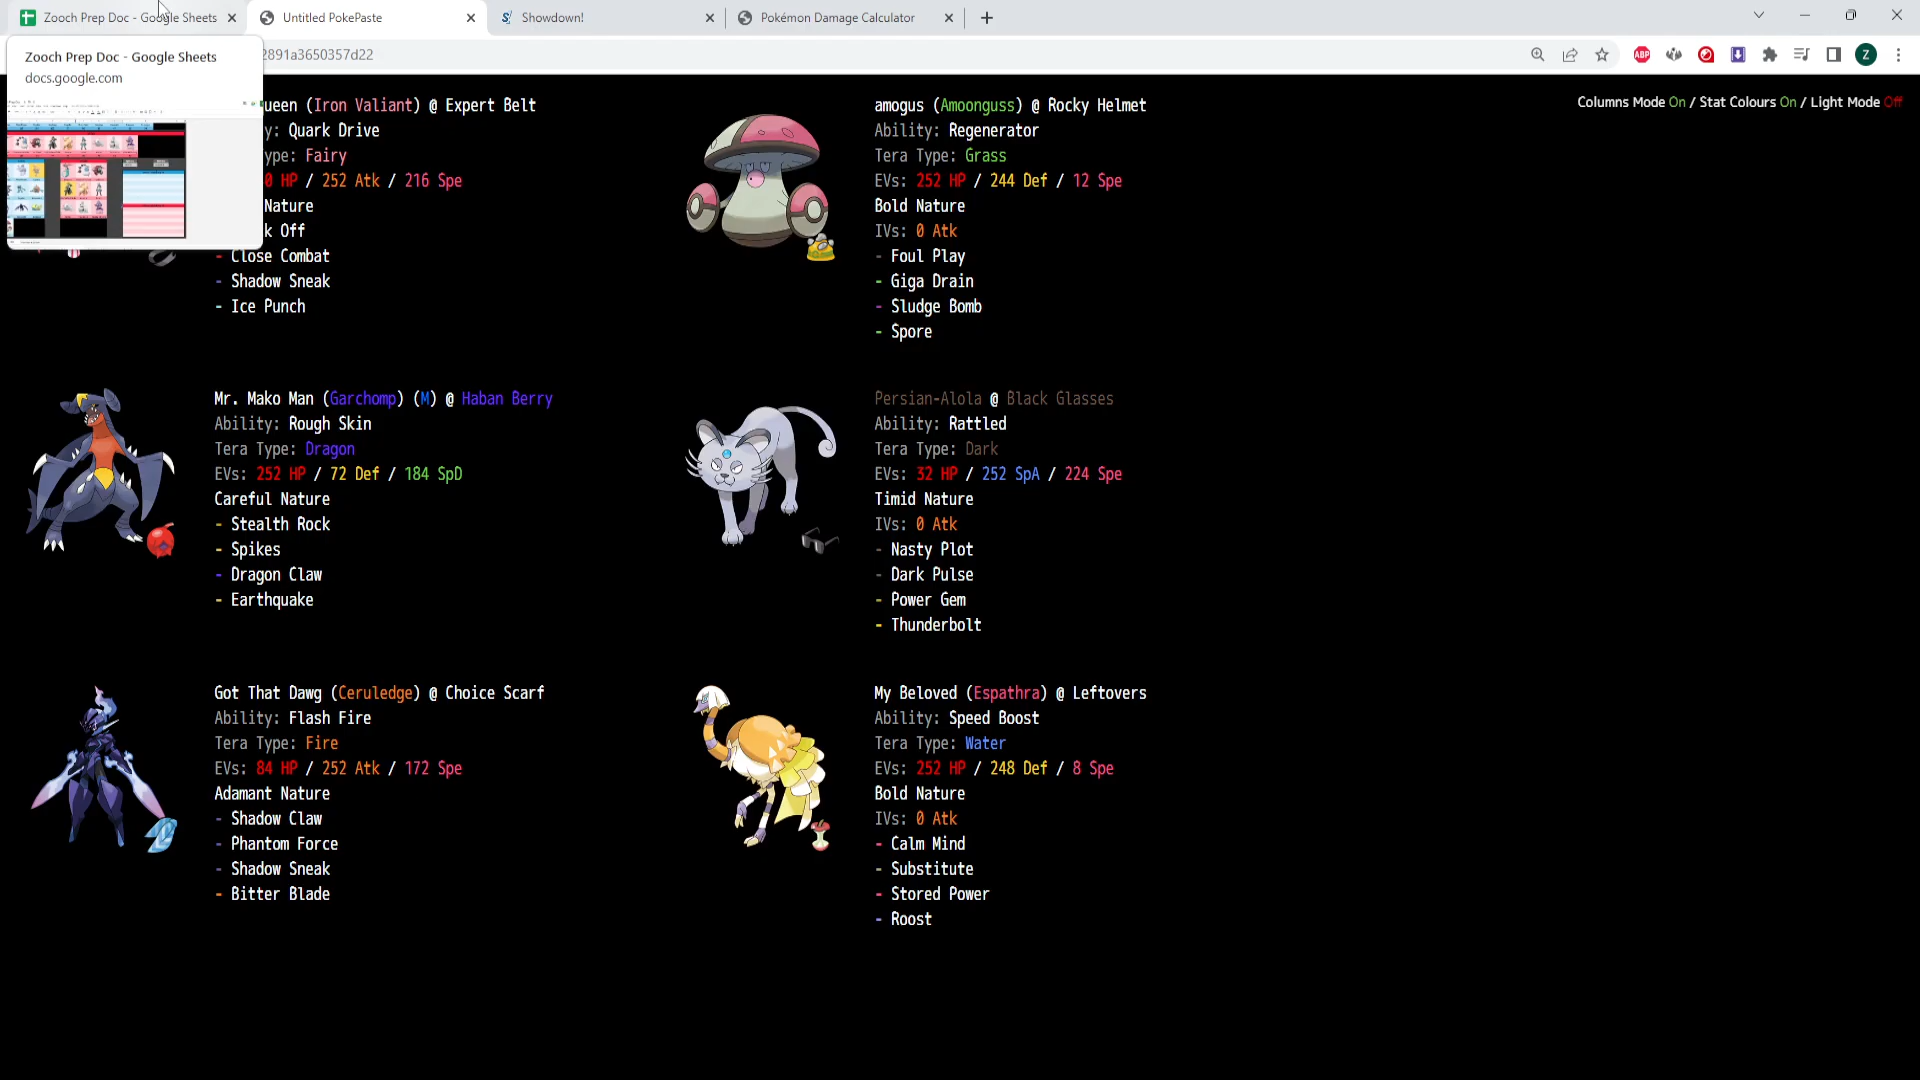 Zooch Prep Doc - Google Sheets
Untitled PokePaste
Showdown!
Pokémon Damage Calculator
2891a3650357d22
ABP
Z
Zooch Prep Doc - Google Sheets
docs.google.com
Columns Mode On / Stat Colours On / Light Mode Off
ueen (Iron Valiant) @ Expert Belt
y: Quark Drive
ype: Fairy
0 HP / 252 Atk / 216 Spe
Nature
k Off
- Close Combat
- Shadow Sneak
- Ice Punch
amogus (Amoonguss) @ Rocky Helmet
Ability: Regenerator
Tera Type: Grass
EVs: 252 HP / 244 Def / 12 Spe
Bold Nature
IVs: 0 Atk
- Foul Play
- Giga Drain
- Sludge Bomb
- Spore
Mr. Mako Man (Garchomp) (M) @ Haban Berry
Ability: Rough Skin
Tera Type: Dragon
EVs: 252 HP / 72 Def / 184 SpD
Careful Nature
- Stealth Rock
- Spikes
- Dragon Claw
- Earthquake
Persian-Alola @ Black Glasses
Ability: Rattled
Tera Type: Dark
EVs: 32 HP / 252 SpA / 224 Spe
Timid Nature
IVs: 0 Atk
- Nasty Plot
- Dark Pulse
- Power Gem
- Thunderbolt
Got That Dawg (Ceruledge) @ Choice Scarf
Ability: Flash Fire
Tera Type: Fire
EVs: 84 HP / 252 Atk / 172 Spe
Adamant Nature
- Shadow Claw
- Phantom Force
- Shadow Sneak
- Bitter Blade
My Beloved (Espathra) @ Leftovers
Ability: Speed Boost
Tera Type: Water
EVs: 252 HP / 248 Def / 8 Spe
Bold Nature
IVs: 0 Atk
- Calm Mind
- Substitute
- Stored Power
- Roost